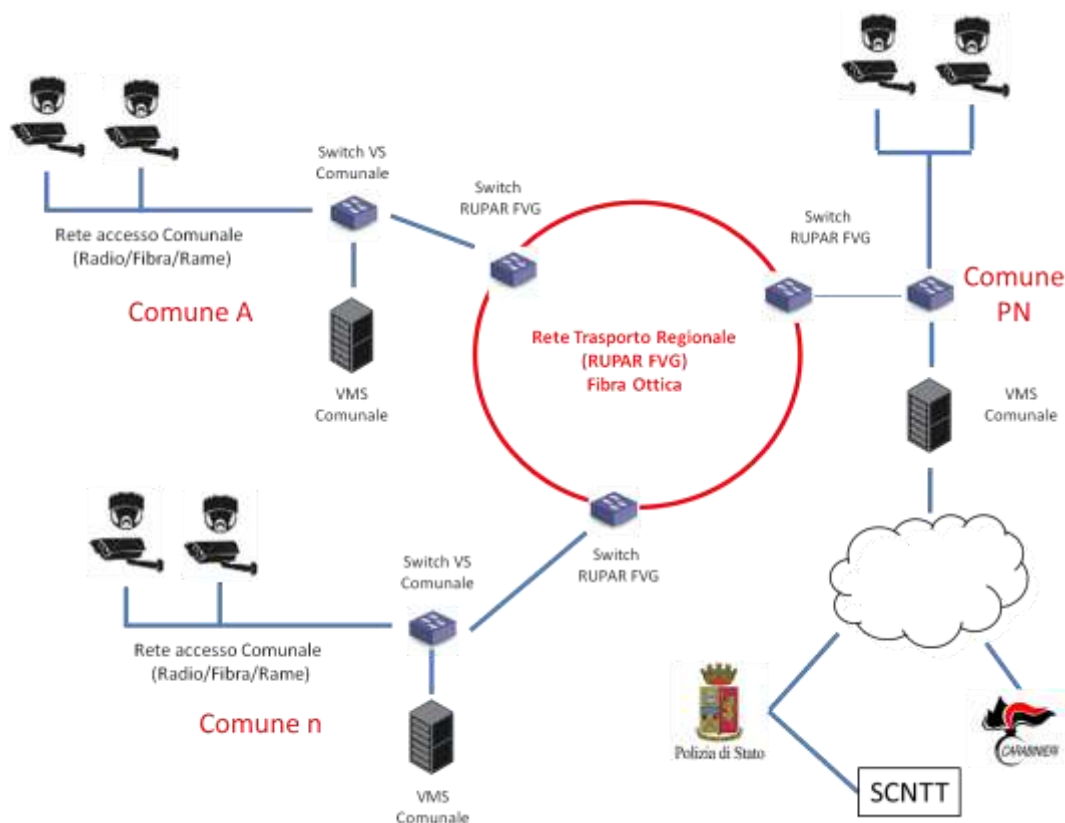 Switch VS
Comunale
Switch
RUPAR FVG
Switch
RUPAR FVG
Rete accesso Comunale
(Radio/Fibra/Rame)
Comune A
Comune
PN
Rete Trasporto Regionale
(RUPAR FVG)
Fibra Ottica
VMS
Comunale
VMS
Comunale
Switch VS
Comunale
Switch
RUPAR FVG
Rete accesso Comunale
(Radio/Fibra/Rame)
Comune n
Polizia di Stato
CARABINIERI
VMS
Comunale
SCNTT